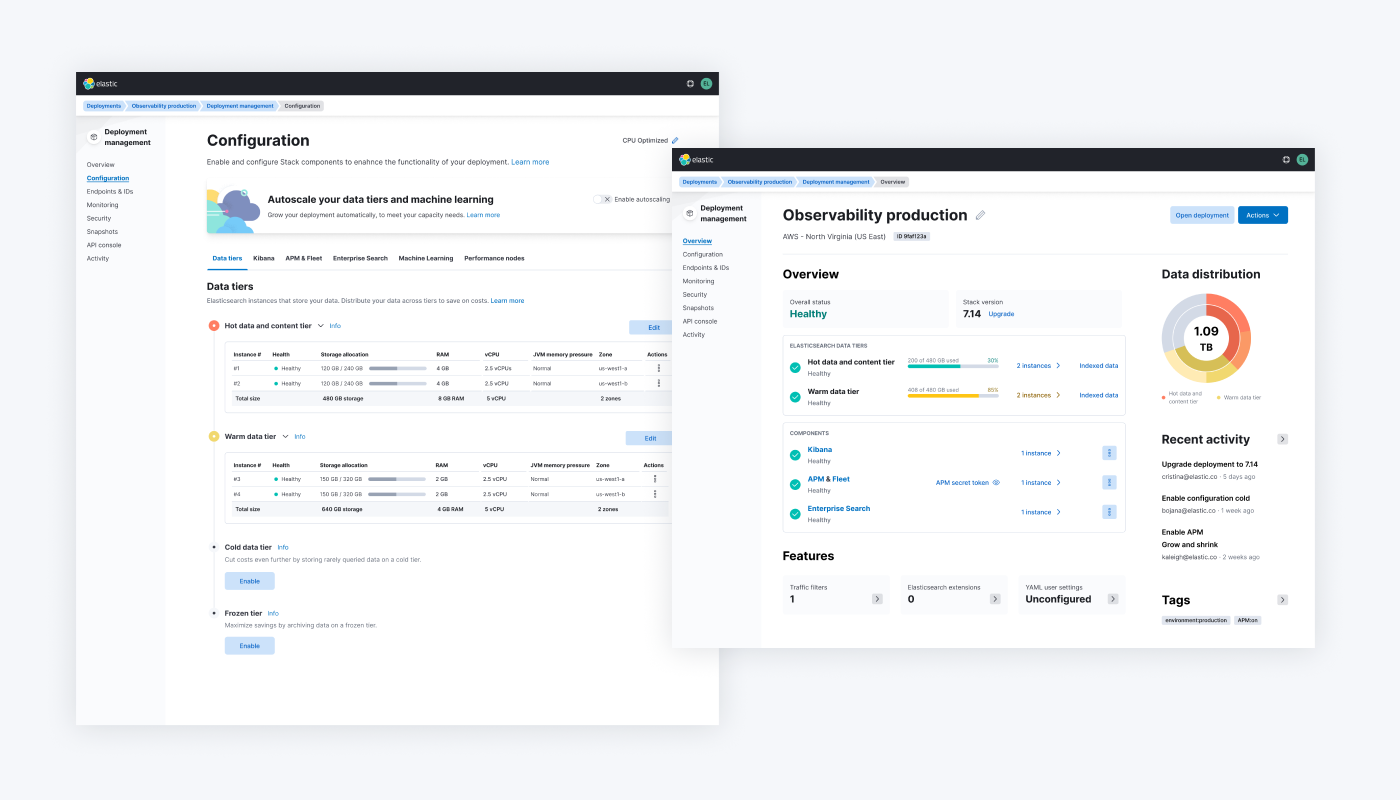 elastic
EL
Deployments
Observability production
Deployment management
Configuration
Deployment
management
Overview
Configuration
Endpoints & IDs
Monitoring
Security
Snapshots
API console
Activity
Configuration
CPU Optimized
Enable and configure Stack components to enahnce the functionality of your deployment. Learn more
Autoscale your data tiers and machine learning
Grow your deployment automatically, to meet your capacity needs. Learn more
Enable autoscaling
Data tiers Kibana APM & Fleet Enterprise Search Machine Learning Performance nodes
Data tiers
Elasticsearch instances that store your data. Distribute your data across tiers to save on costs. Learn more
Hot data and content tier Info
Edit
Instance # Health Storage allocation RAM vCPU JVM memory pressure Zone Actions
#1 Healthy 120 GB / 240 GB 4 GB 2.5 vCPUs Normal us-west1-a
#2 Healthy 120 GB / 240 GB 4 GB 2.5 vCPU Normal us-west1-b
Total size 480 GB storage 8 GB RAM 5 vCPU 2 zones
Warm data tier Info
Edit
Instance # Health Storage allocation RAM vCPU JVM memory pressure Zone Actions
#3 Healthy 150 GB / 320 GB 2 GB 2.5 vCPU Normal us-west1-a
#4 Healthy 150 GB / 320 GB 2 GB 2.5 vCPU Normal us-west1-b
Total size 640 GB storage 4 GB RAM 5 vCPU 2 zones
Cold data tier Info
Cut costs even further by storing rarely queried data on a cold tier.
Enable
Frozen tier Info
Maximize savings by archiving data on a frozen tier.
Enable
elastic
EL
Deployments
Observability production
Deployment management
Overview
Deployment
management
Overview
Configuration
Endpoints & IDs
Monitoring
Security
Snapshots
API console
Activity
Observability production
Open deployment
Actions
AWS - North Virginia (US East) ID 9faf123a
Overview
Overall status
Healthy
Stack version
7.14 Upgrade
ELASTICSEARCH DATA TIERS
Hot data and content tier
Healthy
200 of 480 GB used 30%
2 instances
Indexed data
Warm data tier
Healthy
408 of 480 GB used 85%
2 instances
Indexed data
COMPONENTS
Kibana
Healthy
1 instance
APM & Fleet
Healthy
APM secret token
1 instance
Enterprise Search
Healthy
1 instance
Features
Traffic filters
1
Elasticsearch extensions
0
YAML user settings
Unconfigured
Data distribution
1.09
TB
Hot data and
content tier
Warm data tier
Recent activity
Upgrade deployment to 7.14
cristina@elastic.co · 5 days ago
Enable configuration cold
bojana@elastic.co · 1 week ago
Enable APM
Grow and shrink
kaleigh@elastic.co · 2 weeks ago
Tags
environment:production
APM:on